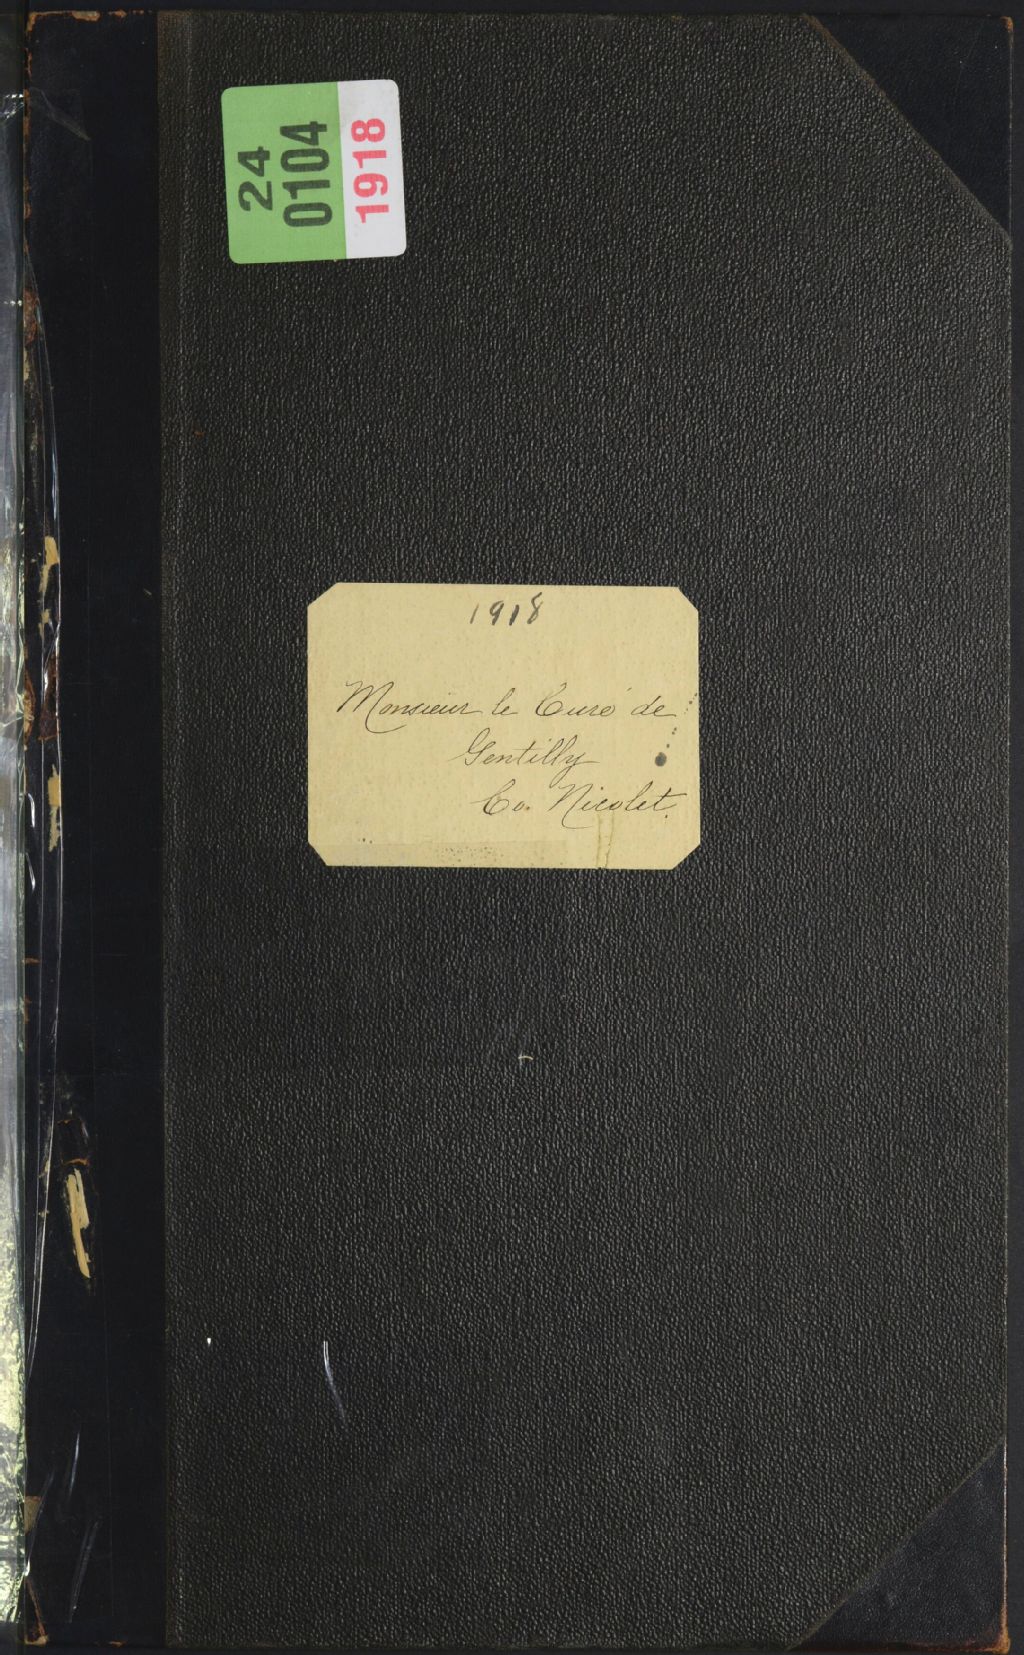 24
0104
1918
1918
Monsieur le Curé de
Gentilly
Co. Nicolet.